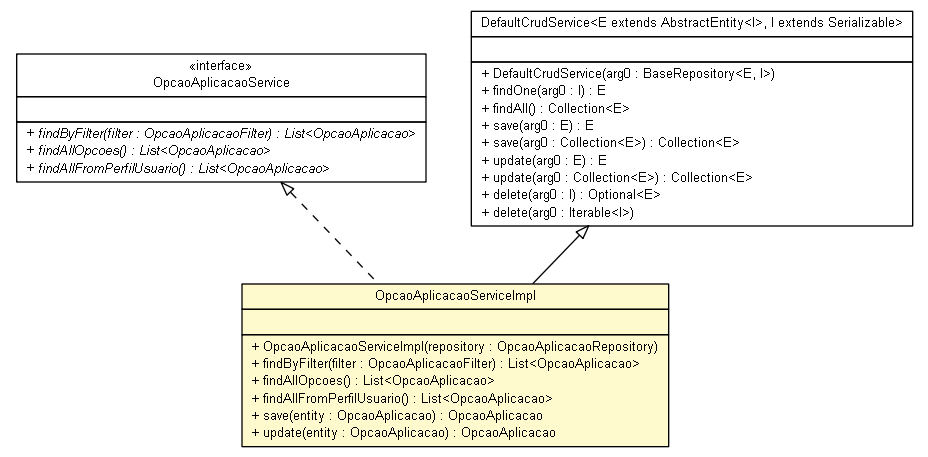 «interface»
OpcaoAplicacaoService
+ findByFilter(filter : OpcaoAplicacaoFilter) : List<OpcaoAplicacao>
+ findAllOpcoes() : List<OpcaoAplicacao>
+ findAllFromPerfilUsuario() : List<OpcaoAplicacao>
DefaultCrudService<E extends AbstractEntity<I>, I extends Serializable>
+ DefaultCrudService(arg0 : BaseRepository<E, I>)
+ findOne(arg0 : I) : E
+ findAll() : Collection<E>
+ save(arg0 : E) : E
+ save(arg0 : Collection<E>) : Collection<E>
+ update(arg0 : E) : E
+ update(arg0 : Collection<E>) : Collection<E>
+ delete(arg0 : I) : Optional<E>
+ delete(arg0 : Iterable<I>)
OpcaoAplicacaoServiceImpl
+ OpcaoAplicacaoServiceImpl(repository : OpcaoAplicacaoRepository)
+ findByFilter(filter : OpcaoAplicacaoFilter) : List<OpcaoAplicacao>
+ findAllOpcoes() : List<OpcaoAplicacao>
+ findAllFromPerfilUsuario() : List<OpcaoAplicacao>
+ save(entity : OpcaoAplicacao) : OpcaoAplicacao
+ update(entity : OpcaoAplicacao) : OpcaoAplicacao